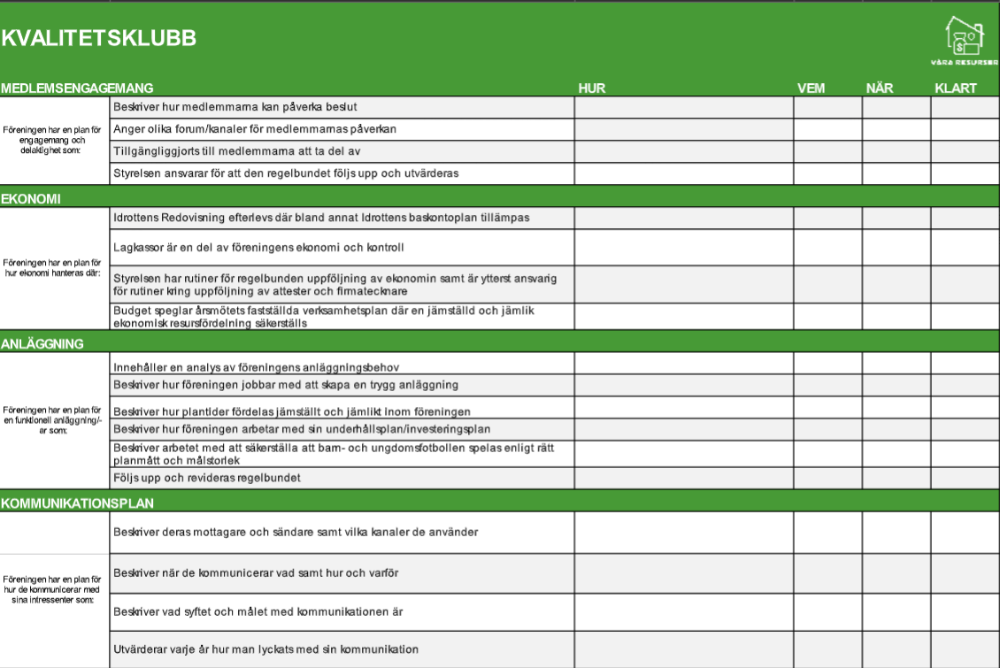 KVALITETSKLUBB
VÅRA RESURSER
MEDLEMSENGAGEMANG HUR VEM NÄR KLART
Föreningen har en plan för
engagemang och
delaktighet som:
Beskriver hur medlemmarna kan påverka beslut
Anger olika forum/kanaler för medlemmarnas påverkan
Tillgängliggjorts till medlemmarna att ta del av
Styrelsen ansvarar för att den regelbundet följs upp och utvärderas
EKONOMI
Föreningen har en plan för
hur ekonomi hanteras där:
Idrottens Redovisning efterlevs där bland annat Idrottens baskontoplan tillämpas
Lagkassor är en del av föreningens ekonomi och kontroll
Styrelsen har rutiner för regelbunden uppföljning av ekonomin samt är ytterst ansvarig
för rutiner kring uppföljning av attester och firmatecknare
Budget speglar årsmötets fastställda verksamhetsplan där en jämställd och jämlik
ekonomisk resursfördelning säkerställs
ANLÄGGNING
Föreningen har en plan för
en funktionell anläggning/-
ar som:
Innehåller en analys av föreningens anläggningsbehov
Beskriver hur föreningen jobbar med att skapa en trygg anläggning
Beskriver hur plantider fördelas jämställt och jämlikt inom föreningen
Beskriver hur föreningen arbetar med sin underhållsplan/investeringsplan
Beskriver arbetet med att säkerställa att barn- och ungdomsfotbollen spelas enligt rätt
planmått och målstorlek
Följs upp och revideras regelbundet
KOMMUNIKATIONSPLAN
Föreningen har en plan för
hur de kommunicerar med
sina intressenter som:
Beskriver deras mottagare och sändare samt vilka kanaler de använder
Beskriver när de kommunicerar vad samt hur och varför
Beskriver vad syftet och målet med kommunikationen är
Utvärderar varje år hur man lyckats med sin kommunikation